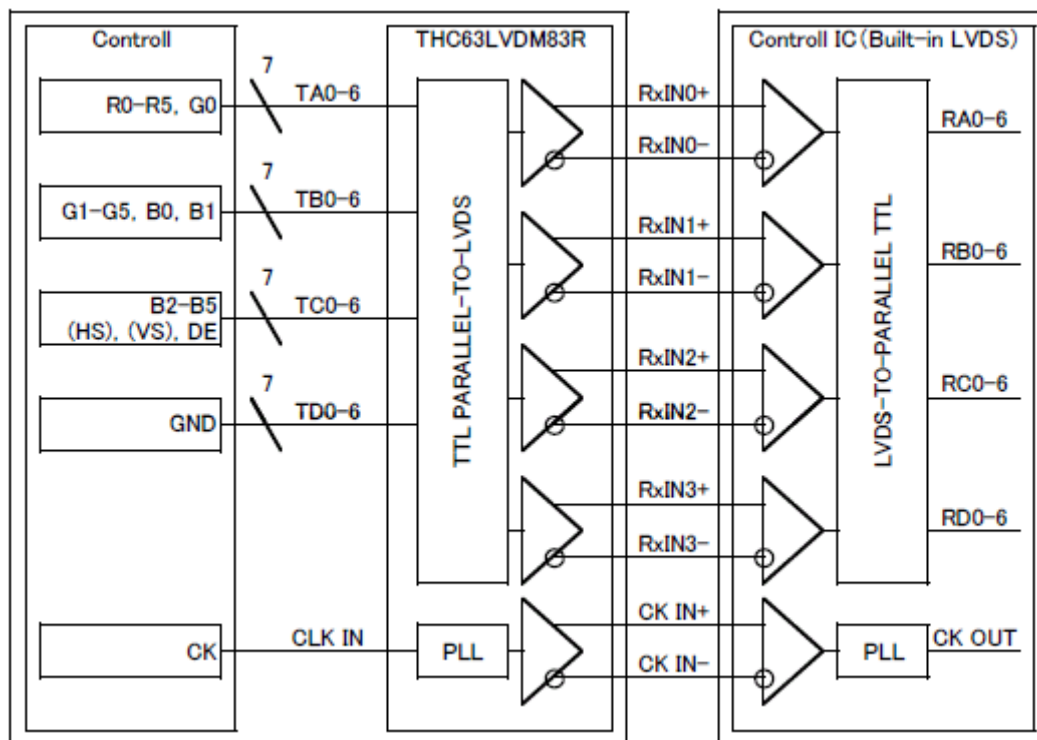 Controll
THC63LVDM83R
Controll IC(Built-in LVDS)
R0-R5, G0
7
TA0-6
RxIN0+
RxIN0-
RA0-6
G1-G5, B0, B1
7
TB0-6
RxIN1+
RxIN1-
RB0-6
B2-B5
(HS), (VS), DE
7
TC0-6
RxIN2+
RxIN2-
RC0-6
GND
7
TD0-6
RxIN3+
RxIN3-
RD0-6
TTL PARALLEL-TO-LVDS
LVDS-TO-PARALLEL TTL
CK
CLK IN
PLL
CK IN+
CK IN-
PLL
CK OUT